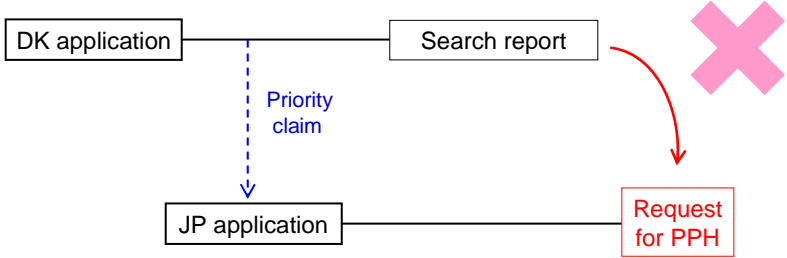 DK application
Search report
Priority
claim
JP application
Request
for PPH